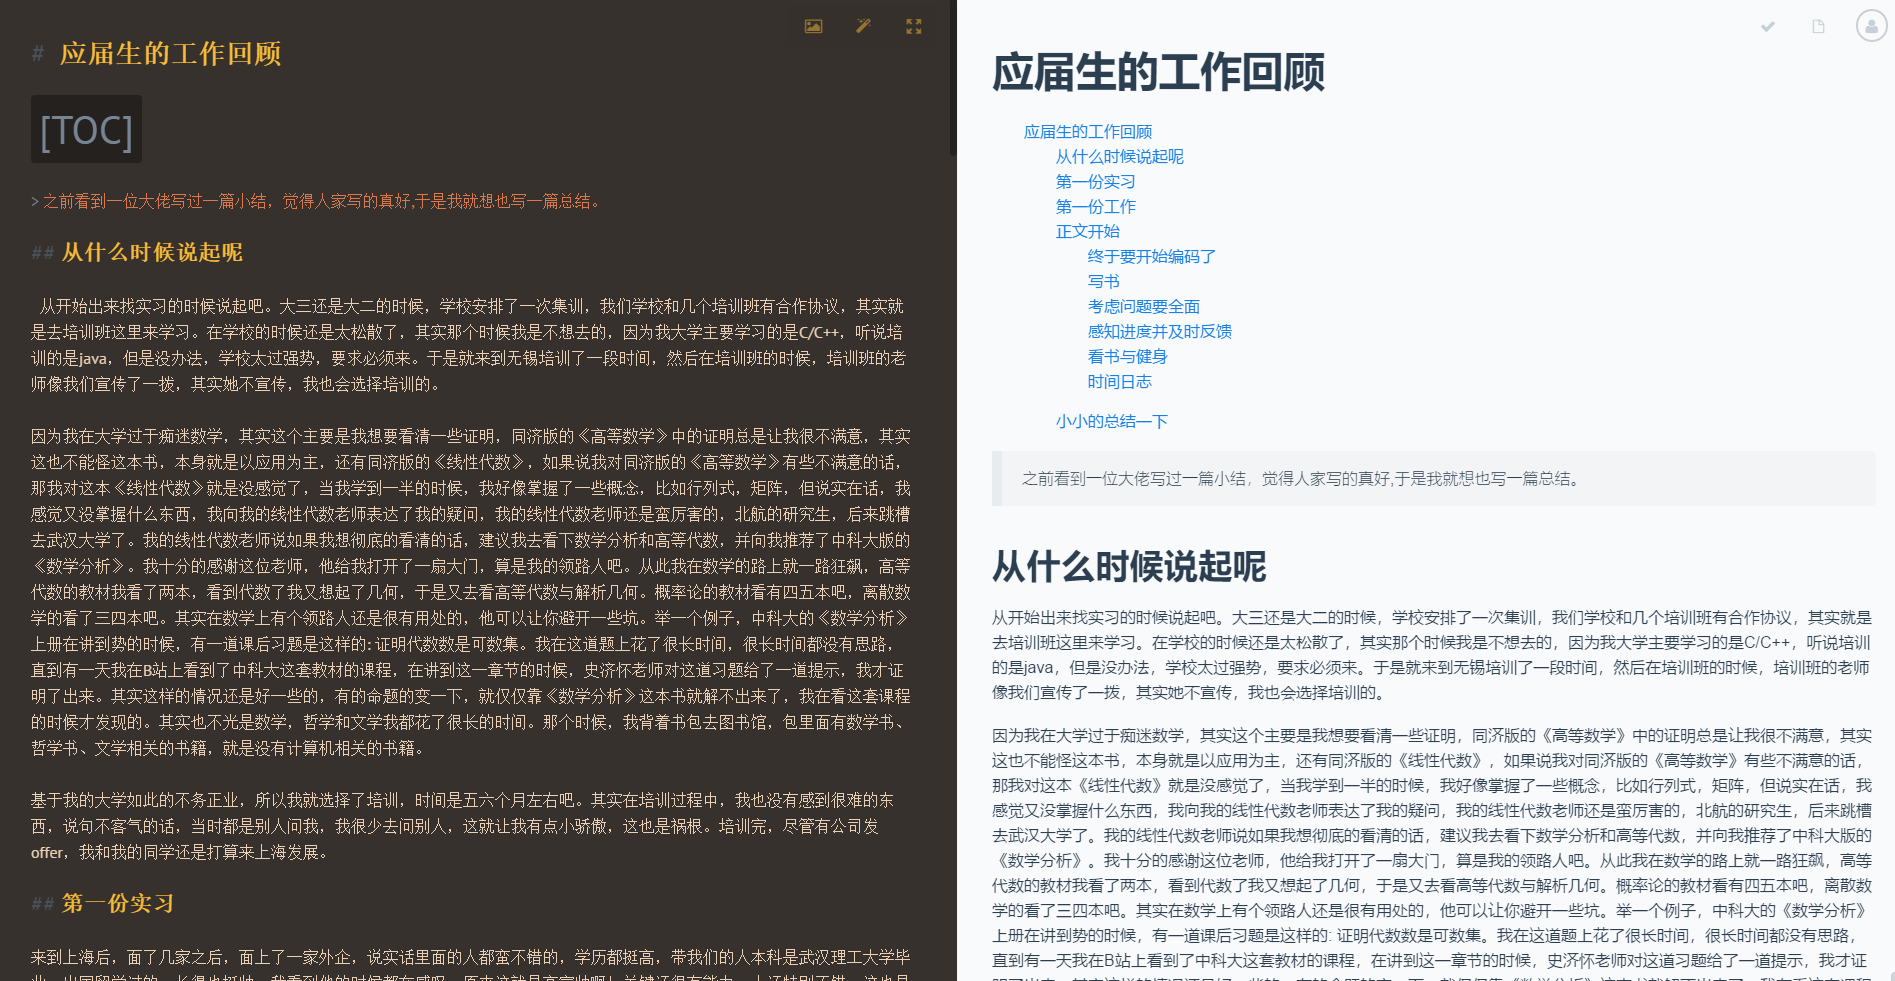 # 应届生的工作回顾
[TOC]
> 之前看到一位大佬写过一篇小结，觉得人家写的真好,于是我就想也写一篇总结。
## 从什么时候说起呢
从开始出来找实习的时候说起吧。大三还是大二的时候，学校安排了一次集训，我们学校和几个培训班有合作协议，其实就
是去培训班这里来学习。在学校的时候还是太松散了，其实那个时候我是不想去的，因为我大学主要学习的是C/C++，听说培
训的是java，但是没办法，学校太过强势，要求必须来。于是就来到无锡培训了一段时间，然后在培训班的时候，培训班的老
师像我们宣传了一拨，其实她不宣传，我也会选择培训的。
因为我在大学过于痴迷数学，其实这个主要是我想要看清一些证明，同济版的《高等数学》中的证明总是让我很不满意，其实
这也不能怪这本书，本身就是以应用为主，还有同济版的《线性代数》，如果说我对同济版的《高等数学》有些不满意的话，
那我对这本《线性代数》就是没感觉了，当我学到一半的时候，我好像掌握了一些概念，比如行列式，矩阵，但说实在话，我
感觉又没掌握什么东西，我向我的线性代数老师表达了我的疑问，我的线性代数老师还是蛮厉害的，北航的研究生，后来跳槽
去武汉大学了。我的线性代数老师说如果我想彻底的看清的话，建议我去看下数学分析和高等代数，并向我推荐了中科大版的
《数学分析》。我十分的感谢这位老师，他给我打开了一扇大门，算是我的领路人吧。从此我在数学的路上就一路狂飙，高等
代数的教材我看了两本，看到代数了我又想起了几何，于是又去看高等代数与解析几何。概率论的教材看有四五本吧，离散数
学的看了三四本吧。其实在数学上有个领路人还是很有用处的，他可以让你避开一些坑。举一个例子，中科大的《数学分析》
上册在讲到势的时候，有一道课后习题是这样的: 证明代数数是可数集。我在这道题上花了很长时间，很长时间都没有思路，
直到有一天我在B站上看到了中科大这套教材的课程，在讲到这一章节的时候，史济怀老师对这道习题给了一道提示，我才证
明了出来。其实这样的情况还是好一些的，有的命题的变一下，就仅仅靠《数学分析》这本书就解不出来了，我在看这套课程
的时候才发现的。其实也不光是数学，哲学和文学我都花了很长的时间。那个时候，我背着书包去图书馆，包里面有数学书、
哲学书、文学相关的书籍，就是没有计算机相关的书籍。
基于我的大学如此的不务正业，所以我就选择了培训，时间是五六个月左右吧。其实在培训过程中，我也没有感到很难的东
西，说句不客气的话，当时都是别人问我，我很少去问别人，这就让我有点小骄傲，这也是祸根。培训完，尽管有公司发
offer，我和我的同学还是打算来上海发展。
## 第一份实习
来到上海后，面了几家之后，面上了一家外企，说实话里面的人都蛮不错的，学历都挺高，带我们的人本科是武汉理工大学毕
应届生的工作回顾
应届生的工作回顾
从什么时候说起呢
第一份实习
第一份工作
正文开始
终于要开始编码了
写书
考虑问题要全面
感知进度并及时反馈
看书与健身
时间日志
小小的总结一下
之前看到一位大佬写过一篇小结，觉得人家写的真好,于是我就想也写一篇总结。
从什么时候说起呢
从开始出来找实习的时候说起吧。大三还是大二的时候，学校安排了一次集训，我们学校和几个培训班有合作协议，其实就是
去培训班这里来学习。在学校的时候还是太松散了，其实那个时候我是不想去的，因为我大学主要学习的是C/C++，听说培训
的是java，但是没办法，学校太过强势，要求必须来。于是就来到无锡培训了一段时间，然后在培训班的时候，培训班的老师
像我们宣传了一拨，其实她不宣传，我也会选择培训的。
因为我在大学过于痴迷数学，其实这个主要是我想要看清一些证明，同济版的《高等数学》中的证明总是让我很不满意，其实
这也不能怪这本书，本身就是以应用为主，还有同济版的《线性代数》，如果说我对同济版的《高等数学》有些不满意的话，
那我对这本《线性代数》就是没感觉了，当我学到一半的时候，我好像掌握了一些概念，比如行列式，矩阵，但说实在话，我
感觉又没掌握什么东西，我向我的线性代数老师表达了我的疑问，我的线性代数老师还是蛮厉害的，北航的研究生，后来跳槽
去武汉大学了。我的线性代数老师说如果我想彻底的看清的话，建议我去看下数学分析和高等代数，并向我推荐了中科大版的
《数学分析》。我十分的感谢这位老师，他给我打开了一扇大门，算是我的领路人吧。从此我在数学的路上就一路狂飙，高等
代数的教材我看了两本，看到代数了我又想起了几何，于是又去看高等代数与解析几何。概率论的教材看有四五本吧，离散数
学的看了三四本吧。其实在数学上有个领路人还是很有用处的，他可以让你避开一些坑。举一个例子，中科大的《数学分析》
上册在讲到势的时候，有一道课后习题是这样的: 证明代数数是可数集。我在这道题上花了很长时间，很长时间都没有思路，
直到有一天我在B站上看到了中科大这套教材的课程，在讲到这一章节的时候，史济怀老师对这道习题给了一道提示，我才证